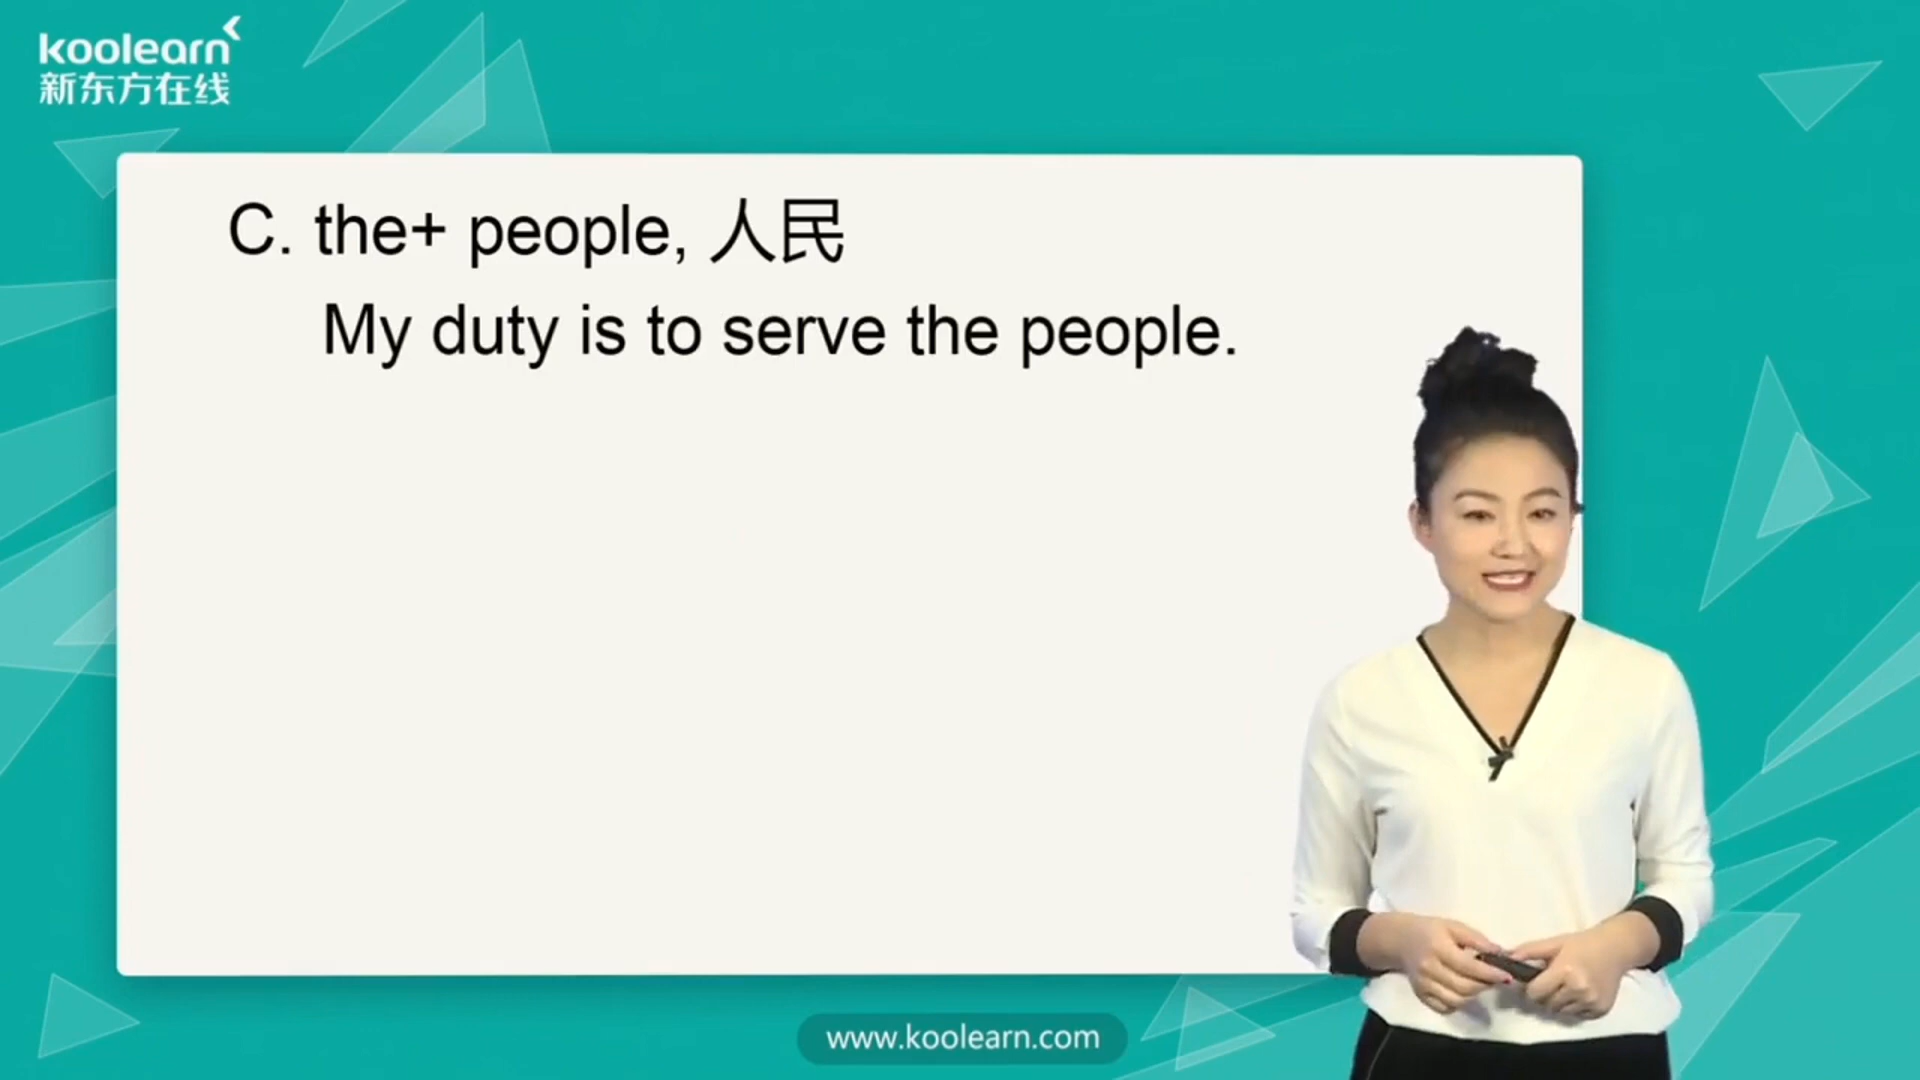 koolearn
新东方在线
C. the+ people, 人民
My duty is to serve the people.
www.koolearn.com